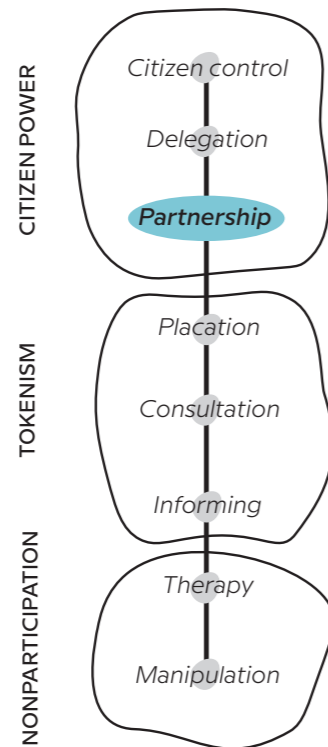 CITIZEN POWER
Citizen control
Delegation
Partnership
TOKENISM
Placation
Consultation
Informing
NONPARTICIPATION
Therapy
Manipulation